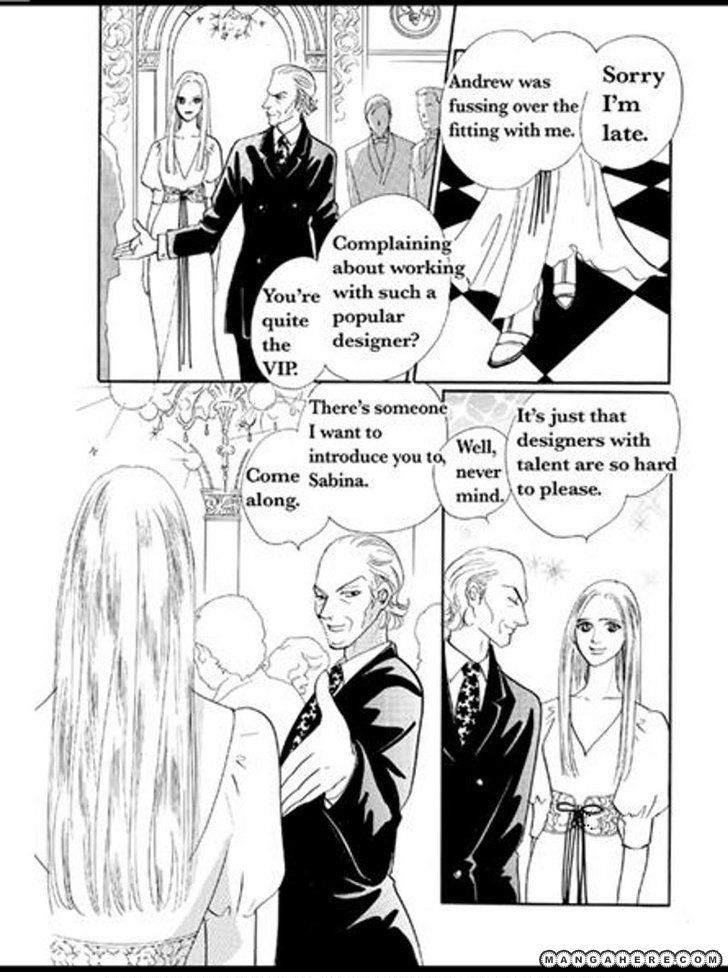 Sorry
I'm
late.
Andrew was
fussing over the
fitting with me.
Complaining
about working
with such a
popular
designer?
You're
quite
the
VIP.
It's just that
designers with
talent are so hard
to please.
Well,
never
mind.
There's someone
I want to
introduce you to,
Sabina.
Come
along.
MANGAHERE.COM